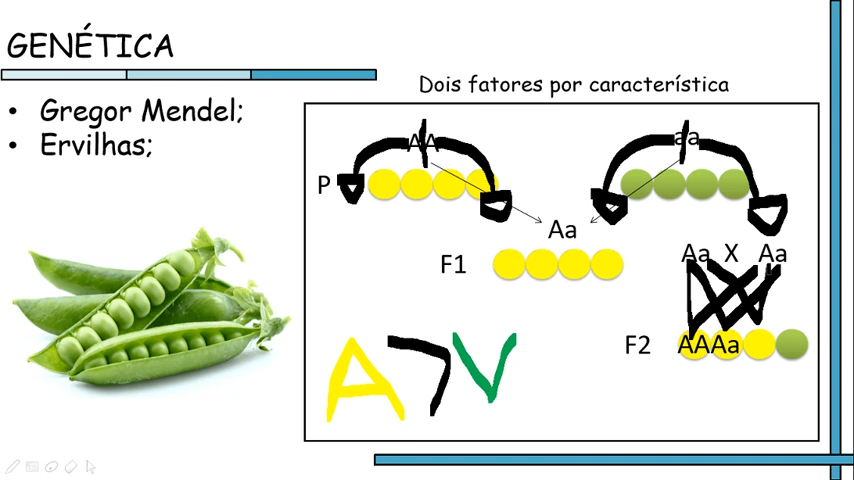 GENÉTICA
Dois fatores por característica
• Gregor Mendel;
• Ervilhas;
AA
aa
P
Aa
F1
Aa X Aa
F2 AAAa
A V